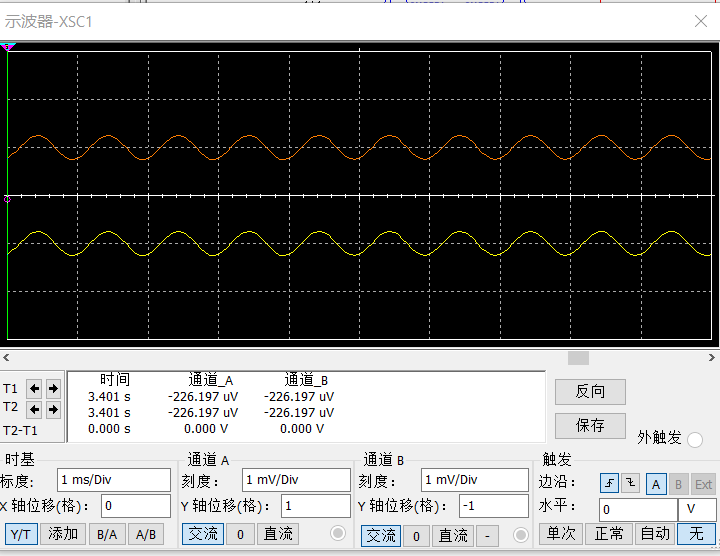 示波器-XSC1
时间 通道_A 通道_B
T1 3.401 s -226.197 uV -226.197 uV
T2 3.401 s -226.197 uV -226.197 uV
T2-T1 0.000 s 0.000 V 0.000 V
反向
保存
外触发
时基 通道 A 通道 B 触发
标度: 1 ms/Div 刻度: 1 mV/Div 刻度: 1 mV/Div 边沿: A B Ext
X 轴位移(格): 0 Y 轴位移(格): 1 Y 轴位移(格): -1 水平: 0 V
Y/T 添加 B/A A/B 交流 0 直流 交流 0 直流 - 单次 正常 自动 无